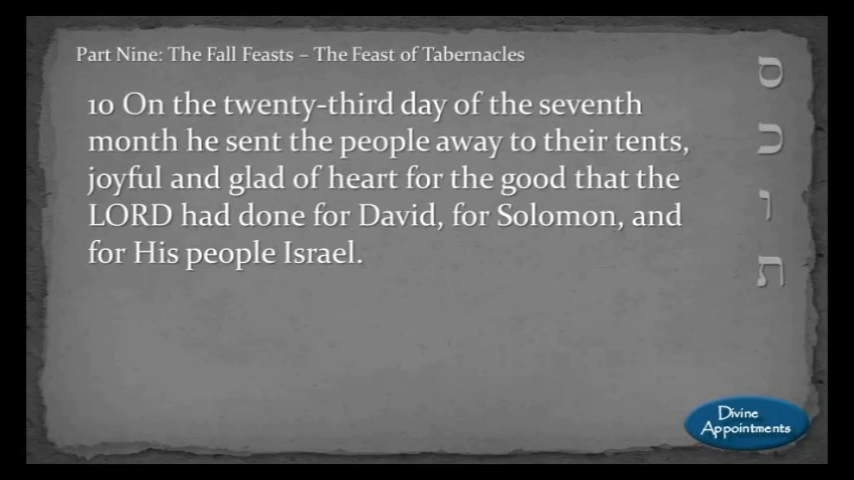 Part Nine: The Fall Feasts – The Feast of Tabernacles
10 On the twenty-third day of the seventh
month he sent the people away to their tents,
joyful and glad of heart for the good that the
LORD had done for David, for Solomon, and
for His people Israel.
ס
כ
ו
ת
Divine
Appointments